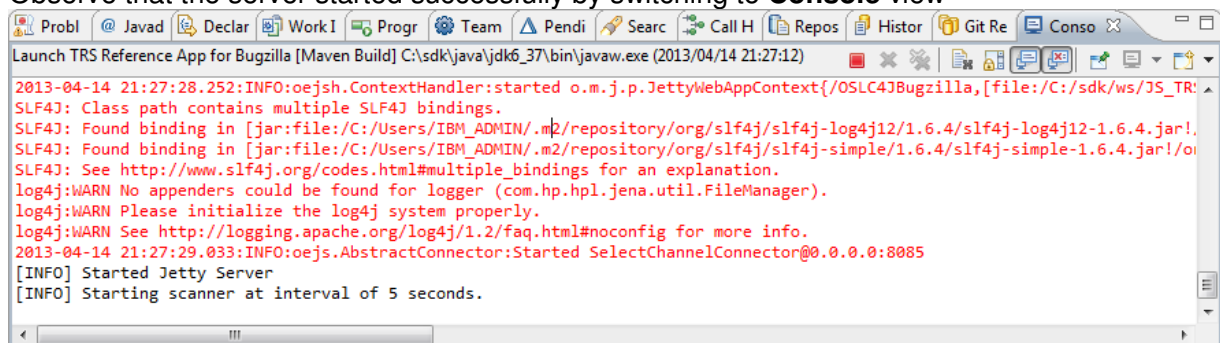 Observe that the server started successfully by switching to Console view
Probl @ Javad Declar Work I Progr Team Pendi Searc Call H Repos Histor Git Re Conso
Launch TRS Reference App for Bugzilla [Maven Build] C:\sdk\java\jdk6_37\bin\javaw.exe (2013/04/14 21:27:12)
2013-04-14 21:27:28.252:INFO:oejsh.ContextHandler:started o.m.j.p.JettyWebAppContext{/OSLC4JBugzilla,[file:/C:/sdk/ws/JS_TR
SLF4J: Class path contains multiple SLF4J bindings.
SLF4J: Found binding in [jar:file:/C:/Users/IBM_ADMIN/.m2/repository/org/slf4j/slf4j-log4j12/1.6.4/slf4j-log4j12-1.6.4.jar!/
SLF4J: Found binding in [jar:file:/C:/Users/IBM_ADMIN/.m2/repository/org/slf4j/slf4j-simple/1.6.4/slf4j-simple-1.6.4.jar!/o
SLF4J: See http://www.slf4j.org/codes.html#multiple_bindings for an explanation.
log4j:WARN No appenders could be found for logger (com.hp.hpl.jena.util.FileManager).
log4j:WARN Please initialize the log4j system properly.
log4j:WARN See http://logging.apache.org/log4j/1.2/faq.html#noconfig for more info.
2013-04-14 21:27:29.033:INFO:oejs.AbstractConnector:Started SelectChannelConnector@0.0.0.0:8085
[INFO] Started Jetty Server
[INFO] Starting scanner at interval of 5 seconds.